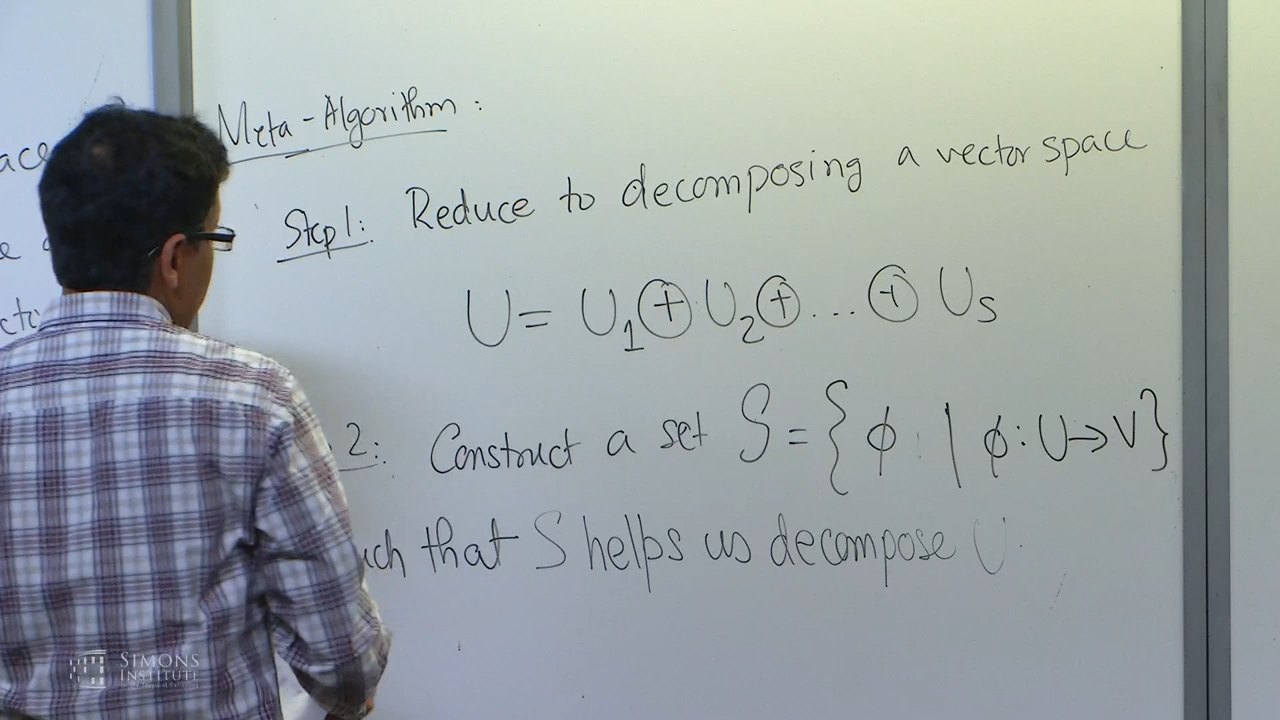 Meta-Algorithm:
Step 1: Reduce to decomposing a vector space
U = U1 ⊕ U2 ⊕ ... ⊕ Us
2: Construct a set S = { φ : | φ : U → V }
uch that S helps us decompose U.
SIMONS
INSTITUTE